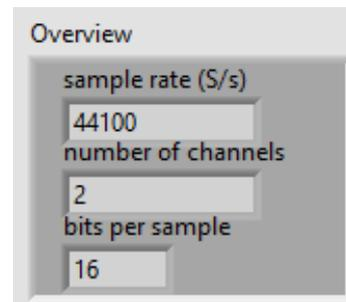 Overview
sample rate (S/s)
44100
number of channels
2
bits per sample
16